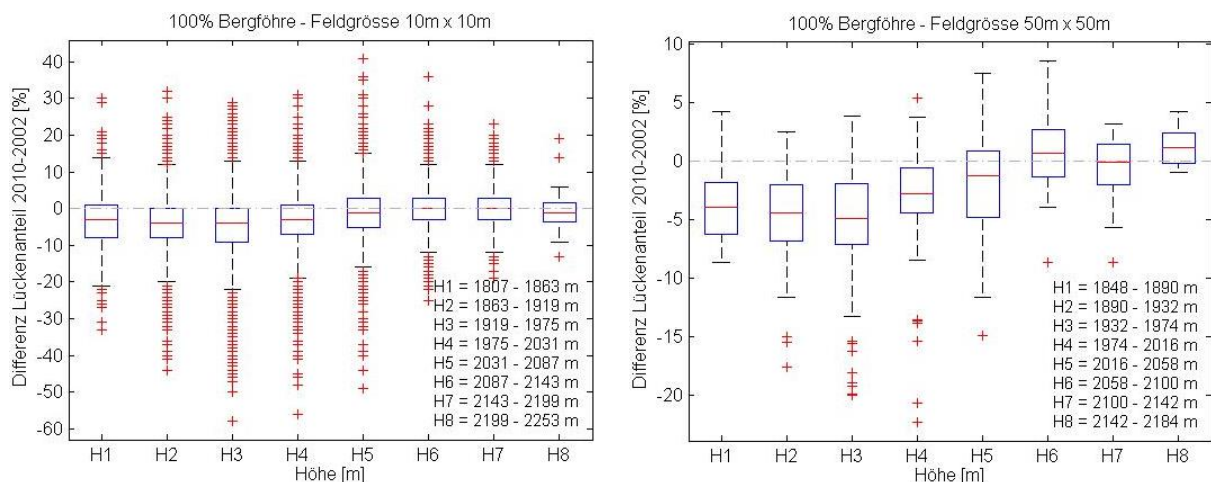 100% Bergföhre - Feldgrösse 10m x 10m
Differenz Lückenanteil 2010-2002 [%]
40
30
20
10
0
-10
-20
-30
-40
-50
-60
H1 = 1807 - 1863 m
H2 = 1863 - 1919 m
H3 = 1919 - 1975 m
H4 = 1975 - 2031 m
H5 = 2031 - 2087 m
H6 = 2087 - 2143 m
H7 = 2143 - 2199 m
H8 = 2199 - 2253 m
H1 H2 H3 H4 H5 H6 H7 H8
Höhe [m]
100% Bergföhre - Feldgrösse 50m x 50m
Differenz Lückenanteil 2010-2002 [%]
10
5
0
-5
-10
-15
-20
H1 = 1848 - 1890 m
H2 = 1890 - 1932 m
H3 = 1932 - 1974 m
H4 = 1974 - 2016 m
H5 = 2016 - 2058 m
H6 = 2058 - 2100 m
H7 = 2100 - 2142 m
H8 = 2142 - 2184 m
H1 H2 H3 H4 H5 H6 H7 H8
Höhe [m]